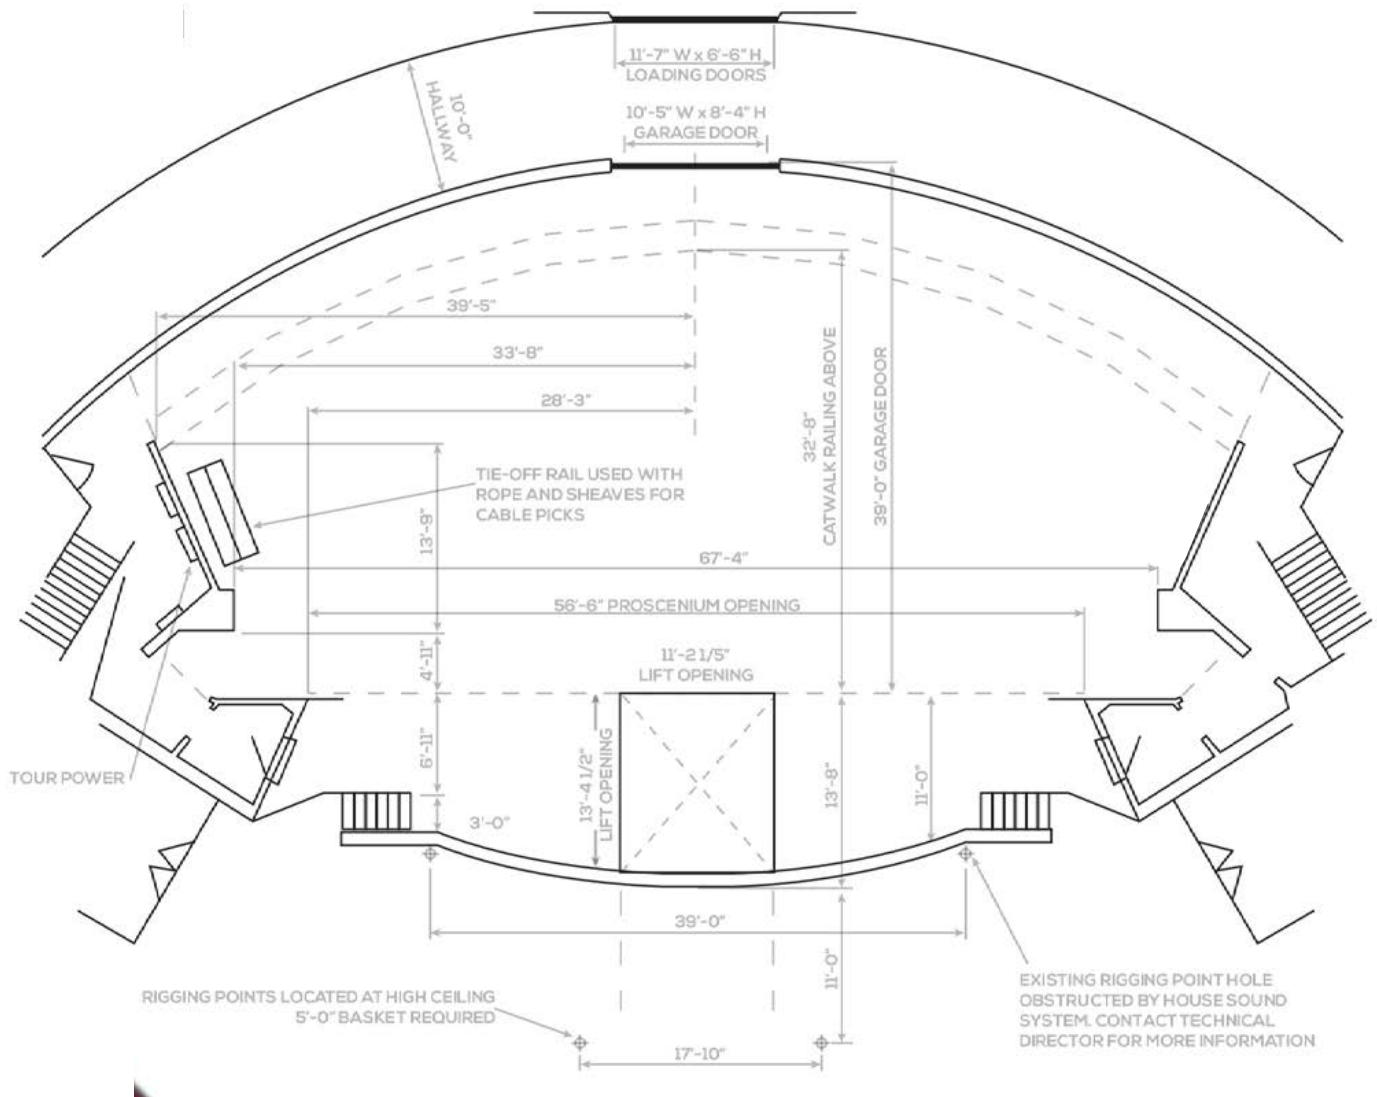 11'-7" W x 6'-6" H
LOADING DOORS
10'-0"
HALLWAY
10'-5" W x 8'-4" H
GARAGE DOOR
39'-5"
33'-8"
28'-3"
32'-8"
CATWALK RAILING ABOVE
39'-0" GARAGE DOOR
TIE-OFF RAIL USED WITH
ROPE AND SHEAVES FOR
CABLE PICKS
13'-9"
67'-4"
56'-6" PROSCENIUM OPENING
4'-11"
11'-2 1/5"
LIFT OPENING
6'-11"
13'-4 1/2"
LIFT OPENING
13'-8"
11'-0"
TOUR POWER
3'-0"
39'-0"
11'-0"
RIGGING POINTS LOCATED AT HIGH CEILING
5'-0" BASKET REQUIRED
EXISTING RIGGING POINT HOLE
OBSTRUCTED BY HOUSE SOUND
SYSTEM. CONTACT TECHNICAL
DIRECTOR FOR MORE INFORMATION
17'-10"